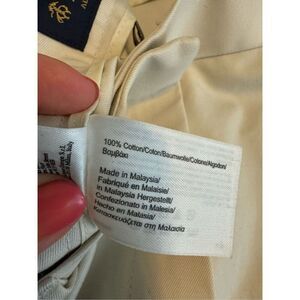 100% Cotton/Coton/Baumwolle/Cotone/Algodon/
Βαμβάκι
Made in Malaysia/
Fabriqué en Malaisie/
in Malaysia Hergestellt/
Confezionato in Malesia/
Hecho en Malasia/
Κατασκευάζεται στη Μαλαισία